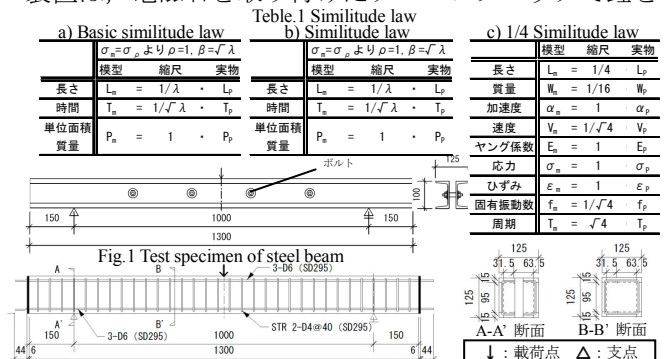 Teble.1 Similitude law
a) Basic similitude law
σm=σρよりρ=1, β=√λ
模型 縮尺 実物
長さ Lm = 1/λ ・ LP
時間 Tm = 1/√λ ・ TP
単位面積質量 Pm = 1 ・ PP
b) Similitude law
σm=σρよりρ=1, β=√λ
模型 縮尺 実物
長さ Lm = 1/λ ・ LP
時間 Tm = 1/√λ ・ TP
単位面積質量 Pm = 1 ・ PP
c) 1/4 Similitude law
模型 縮尺 実物
長さ Lm = 1/4 ・ LP
質量 Wm = 1/16 ・ WP
加速度 αm = 1 ・ αP
速度 Vm = 1/√4 ・ VP
ヤング係数 Em = 1 ・ EP
応力 σm = 1 ・ σP
ひずみ εm = 1 ・ εP
固有振動数 fm = 1/√4 ・ fP
周期 Tm = √4 ・ TP
ボルト
125
100
150 1000 150
1300
Fig.1 Test specimen of steel beam
A B 3-D6 (SD295)
A' B'
3-D6 (SD295) STR 2-D4@40 (SD295)
150 1000 150
44 6 1300 6 44
125 125
31.5 63.5 31.5 63.5
125 15 95 15 125 15 95 15
A-A' 断面 B-B' 断面
↓:載荷点 △:支点